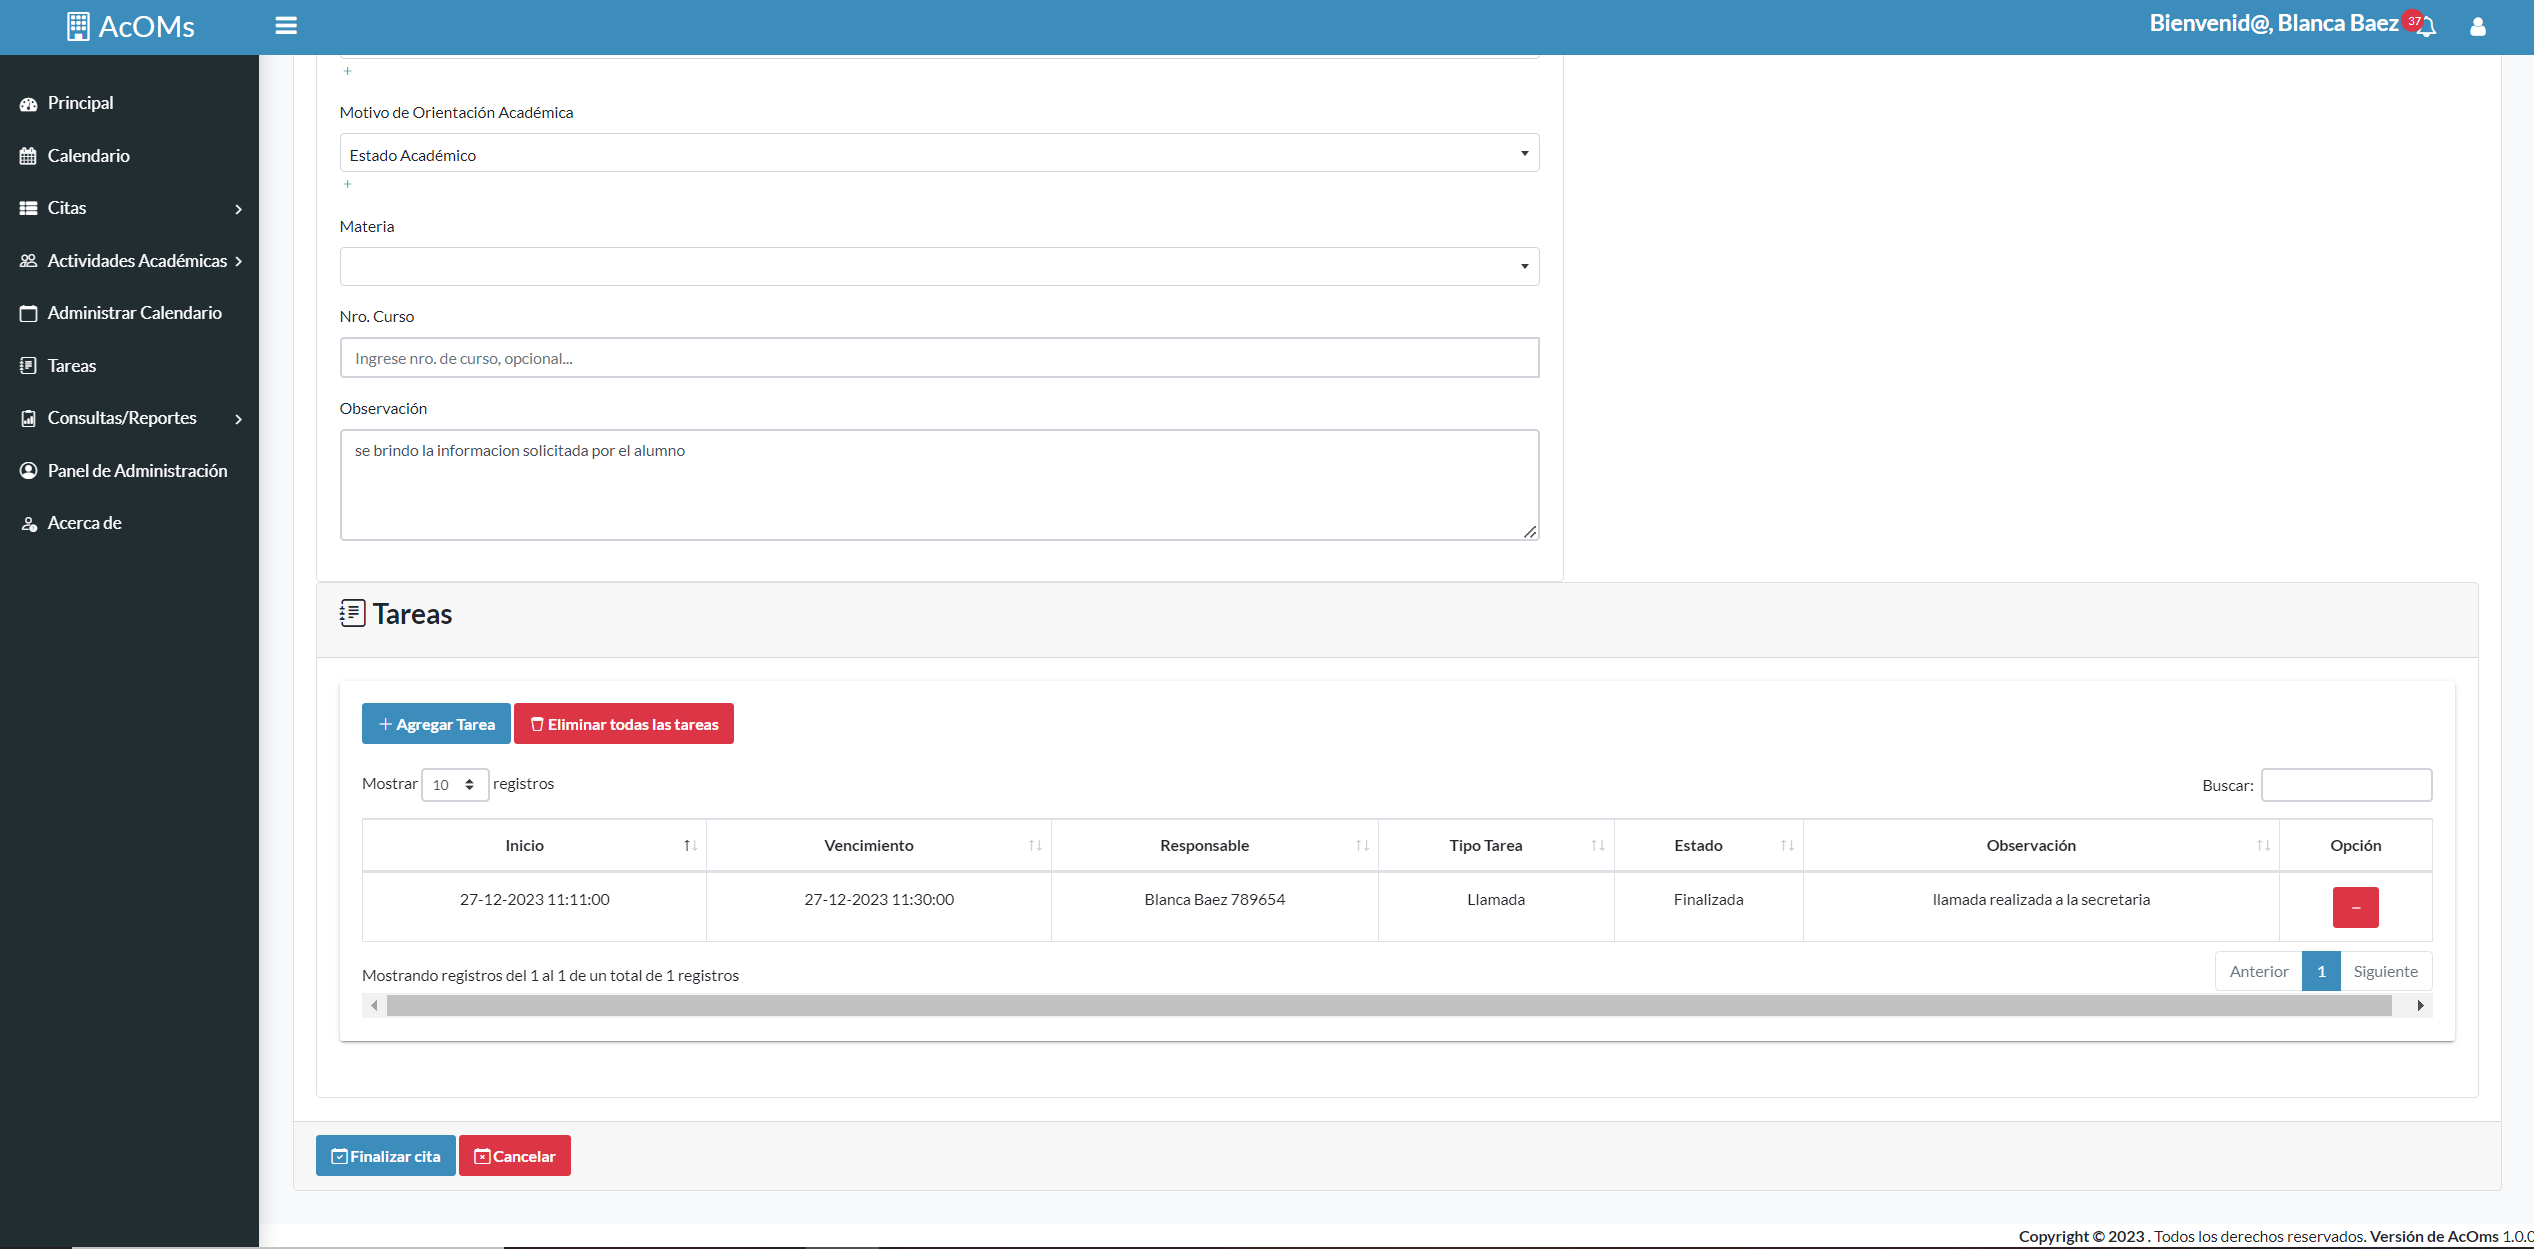 AcOMs
Bienvenid@, Blanca Baez 37
Principal
Calendario
Citas
Actividades Académicas
Administrar Calendario
Tareas
Consultas/Reportes
Panel de Administración
Acerca de
+
Motivo de Orientación Académica
Estado Académico
+
Materia
Nro. Curso
Ingrese nro. de curso, opcional...
Observación
se brindo la informacion solicitada por el alumno
Tareas
+ Agregar Tarea Eliminar todas las tareas
Mostrar 10 registros Buscar:
Inicio Vencimiento Responsable Tipo Tarea Estado Observación Opción
27-12-2023 11:11:00 27-12-2023 11:30:00 Blanca Baez 789654 Llamada Finalizada llamada realizada a la secretaria −
Mostrando registros del 1 al 1 de un total de 1 registros Anterior 1 Siguiente
Finalizar cita Cancelar
Copyright © 2023 . Todos los derechos reservados. Versión de AcOms 1.0.0